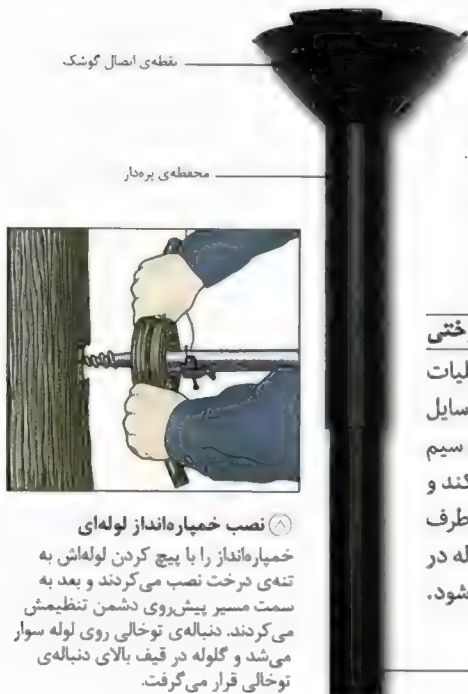 نقطه‌ی اتصال گوشک
محفظه‌ی پره‌دار
نصب خمپاره‌انداز لوله‌ای
خمپاره‌انداز را با پیچ کردن لوله‌اش به
تنه‌ی درخت نصب می‌کردند و بعد به
سمت مسیر پیش‌روی دشمن تنظیمش
می‌کردند. دنباله‌ی توخالی روی لوله سوار
می‌شد و گلوله در قیف بالای دنباله‌ی
توخالی قرار می‌گرفت.
سیم
کند و
طرف
له در
شود.